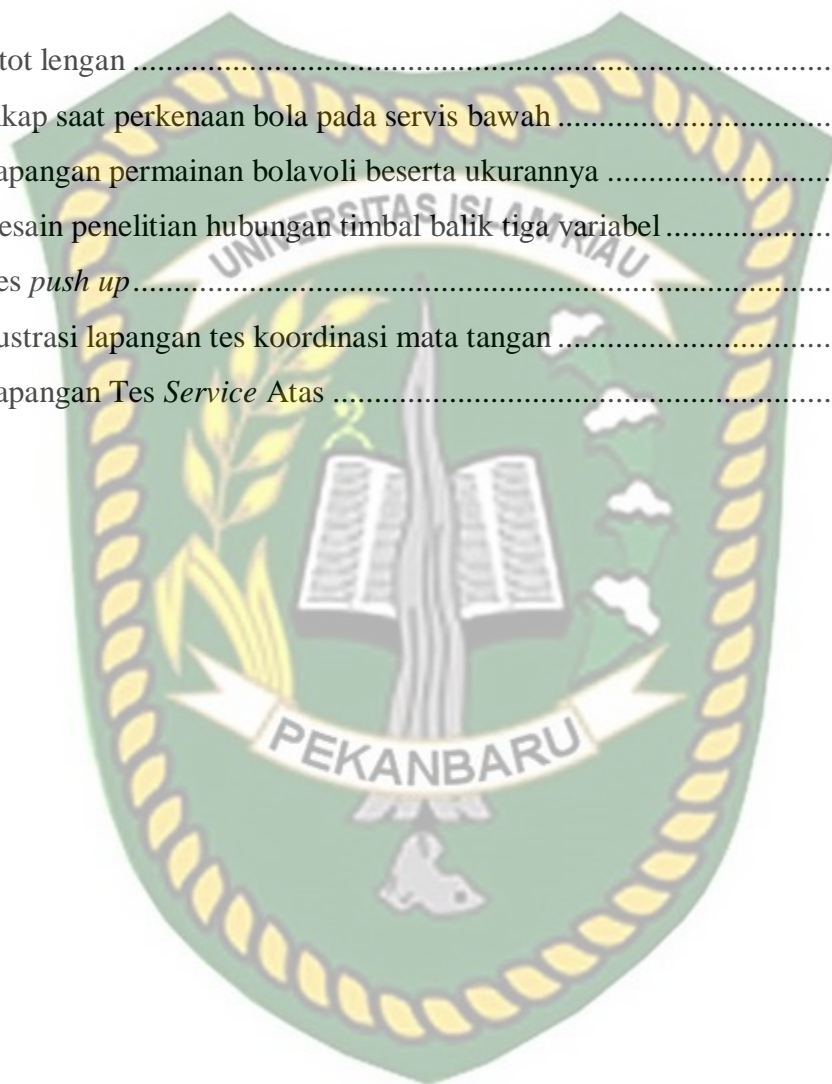 tot lengan ........................................................................................
kap saat perkenaan bola pada servis bawah ...................................
apangan permainan bolavoli beserta ukurannya .............................
UNIVERSITAS ISLAM RIAU
esain penelitian hubungan timbal balik tiga variabel .....................
es push up ........................................................................................
ustrasi lapangan tes koordinasi mata tangan ...................................
apangan Tes Service Atas ................................................................
PEKANBARU